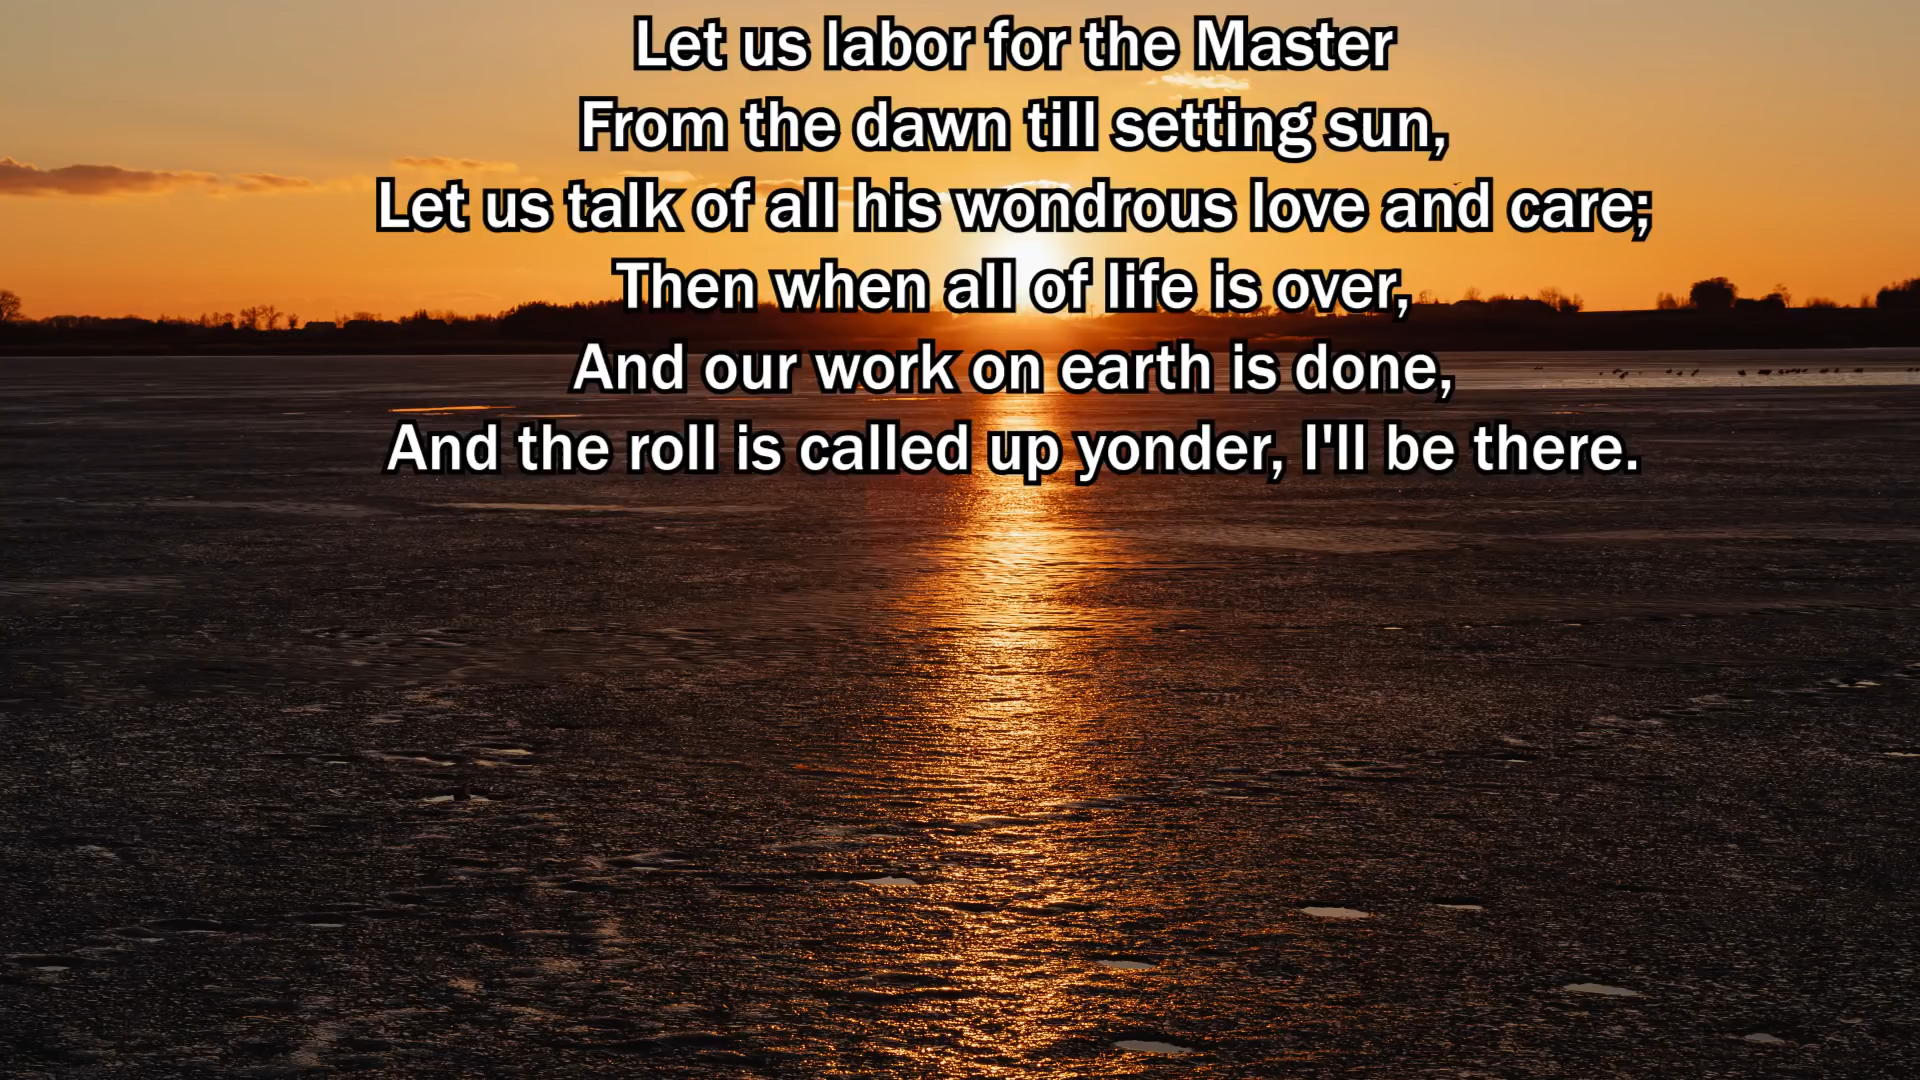 Let us labor for the Master
From the dawn till setting sun,
Let us talk of all his wondrous love and care;
Then when all of life is over,
And our work on earth is done,
And the roll is called up yonder, I'll be there.